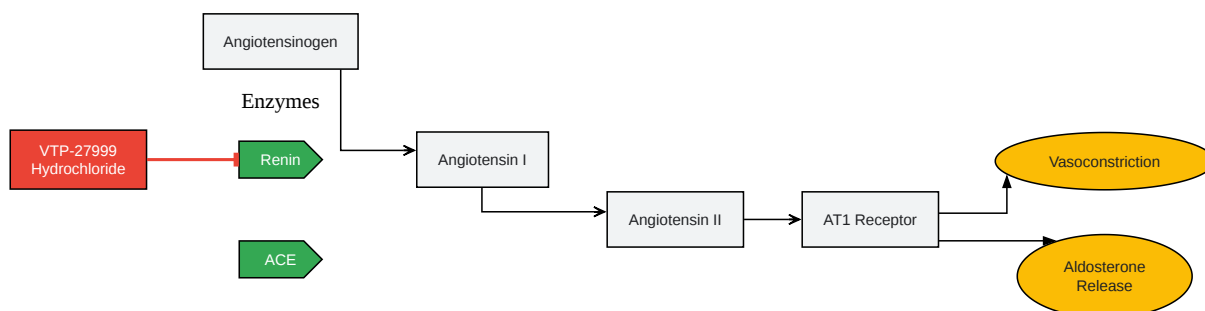 Angiotensinogen
Enzymes
VTP-27999
Hydrochloride
Renin
Angiotensin I
Vasoconstriction
Angiotensin II
AT1 Receptor
ACE
Aldosterone
Release